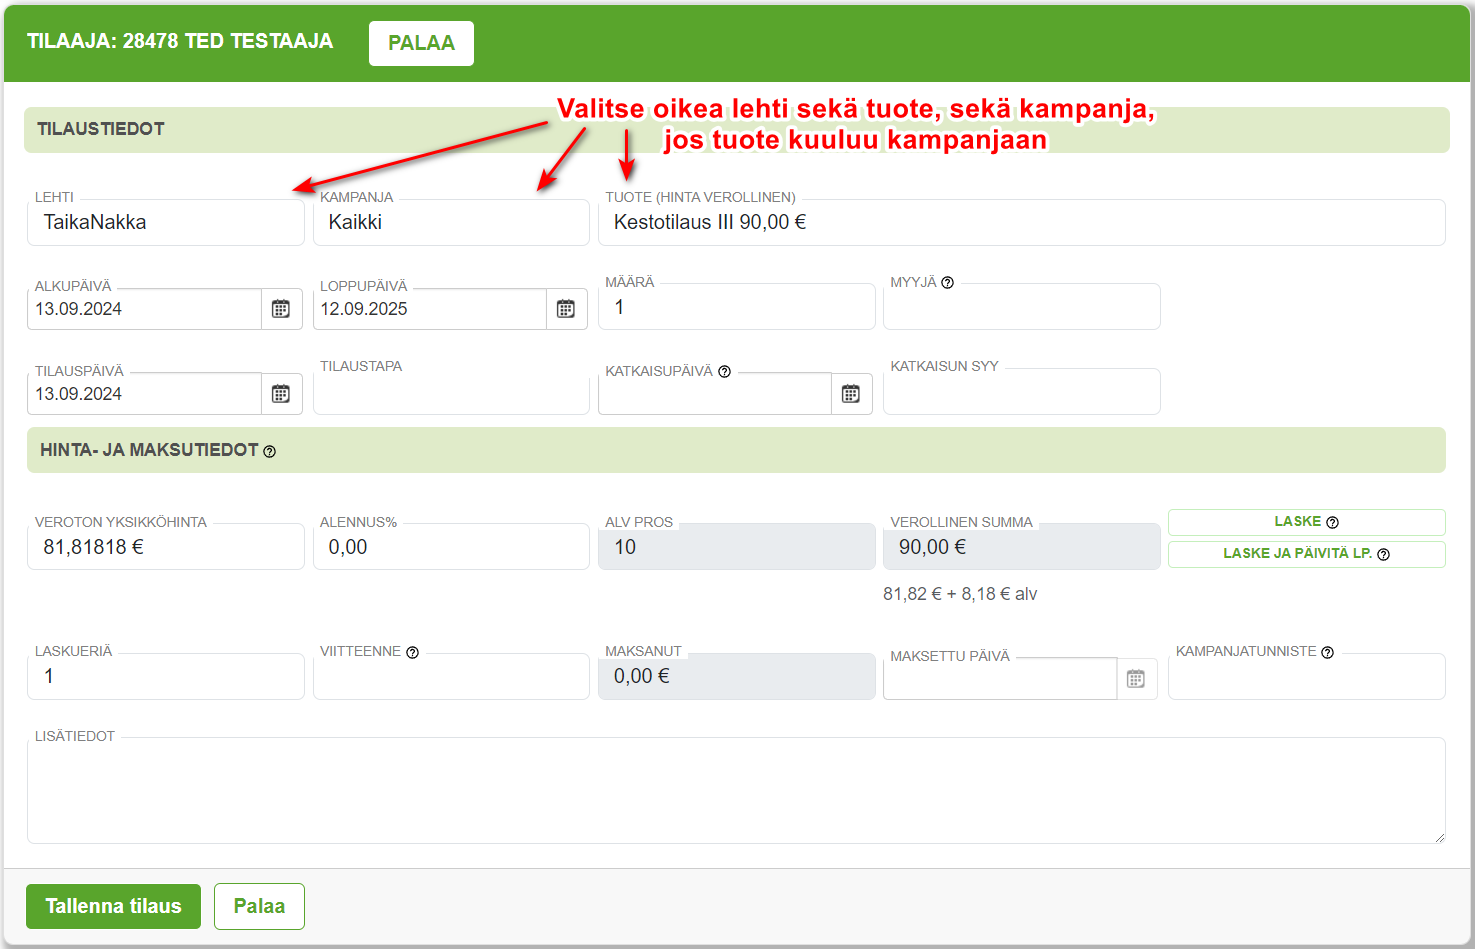 TILAAJA: 28478 TED TESTAAJA PALAA
Valitse oikea lehti sekä tuote, sekä kampanja,
jos tuote kuuluu kampanjaan
TILAUSTIEDOT
LEHTI KAMPANJA TUOTE (HINTA VEROLLINEN)
TaikaNakka Kaikki Kestotilaus III 90,00 €
ALKUPÄIVÄ LOPPUPÄIVÄ MÄÄRÄ MYYJÄ
13.09.2024 12.09.2025 1
TILAUSPÄIVÄ TILAUSTAPA KATKAISUPÄIVÄ KATKAISUN SYY
13.09.2024
HINTA- JA MAKSUTIEDOT
VEROTON YKSIKKÖHINTA ALENNUS% ALV PROS VEROLLINEN SUMMA LASKE
81,81818 € 0,00 10 90,00 € LASKE JA PÄIVITÄ LP.
81,82 € + 8,18 € alv
LASKUERIÄ VIITTEENNE MAKSANUT MAKSETTU PÄIVÄ KAMPANJATUNNISTE
1 0,00 €
LISÄTIEDOT
Tallenna tilaus Palaa